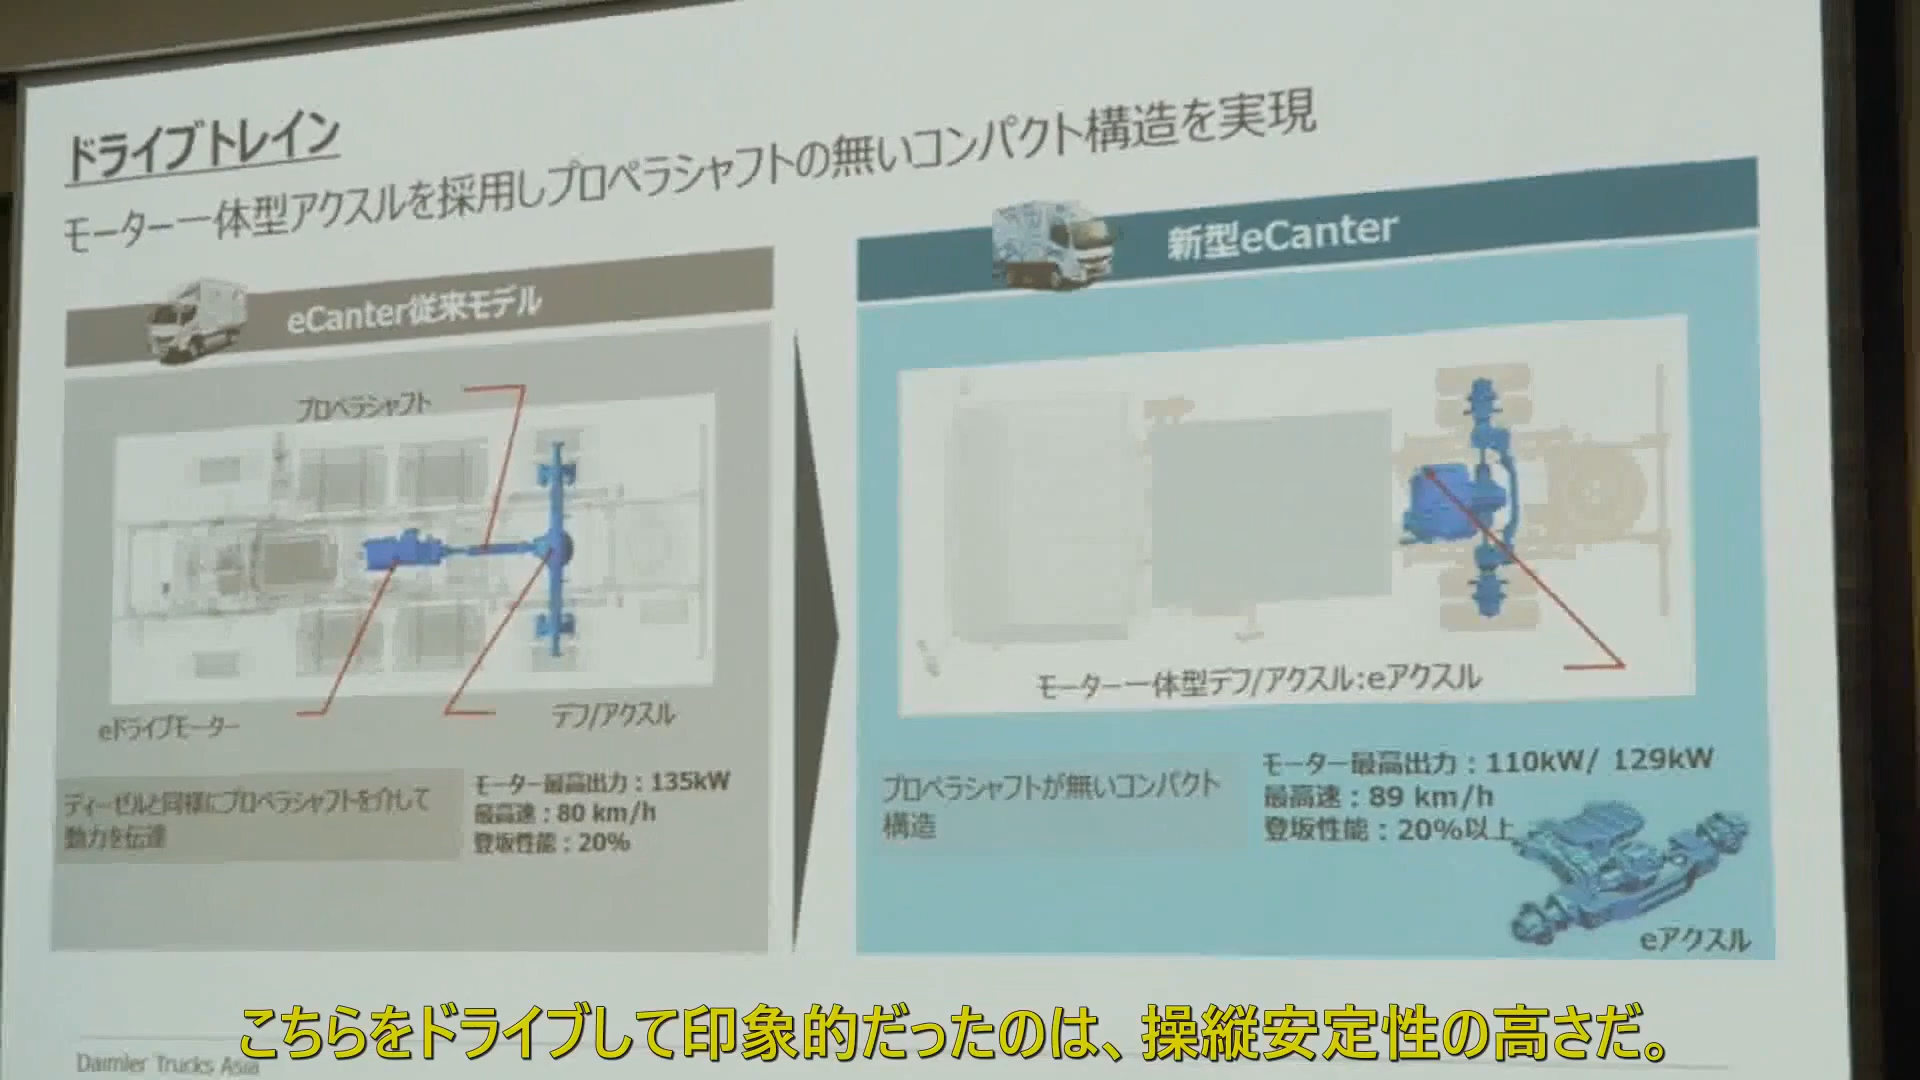 ドライブトレイン
モーター一体型アクスルを採用しプロペラシャフトの無いコンパクト構造を実現
eCanter従来モデル
プロペラシャフト
eドライブモーター
デフ/アクスル
ディーゼルと同様にプロペラシャフトを介して
動力を伝達
モーター最高出力：135kW
最高速：80 km/h
登坂性能：20%
新型eCanter
モーター一体型デフ/アクスル:eアクスル
プロペラシャフトが無いコンパクト
構造
モーター最高出力：110kW/ 129kW
最高速：89 km/h
登坂性能：20%以上
eアクスル
Daimler Trucks Asia
こちらをドライブして印象的だったのは、操縦安定性の高さだ。